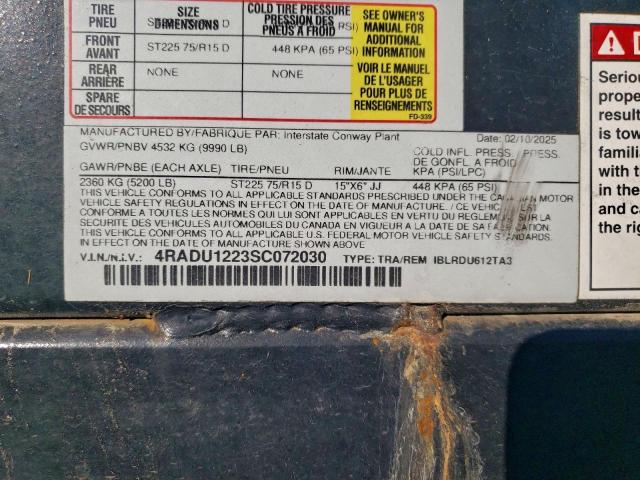 TIRE SIZE COLD TIRE PRESSURE
PNEU DIMENSIONS PRESSION DES
PNEUS A FROID
SEE OWNER'S
MANUAL FOR
ADDITIONAL
INFORMATION
FRONT
AVANT ST225 75/R15 D 448 KPA (65 PSI)
REAR
ARRIÈRE NONE NONE
VOIR LE MANUEL
DE L'USAGER
POUR PLUS DE
RENSEIGNEMENTS
SPARE
DE SECOURS
FD-339
MANUFACTURED BY/FABRIQUE PAR: Interstate Conway Plant Date: 02/10/2025
GVWR/PNBV 4532 KG (9990 LB)
COLD INFL. PRESS./PRESS.
DE GONFL. A FROID
GAWR/PNBE (EACH AXLE) TIRE/PNEU RIM/JANTE KPA (PSI/LPC)
2360 KG (5200 LB) ST225 75/R15 D 15"X6" JJ 448 KPA (65 PSI)
THIS VEHICLE CONFORMS TO ALL APPLICABLE STANDARDS PRESCRIBED UNDER THE CANADIAN MOTOR
VEHICLE SAFETY REGULATIONS IN EFFECT ON THE DATE OF MANUFACTURE. / CE VEHICULE EST
CONFORME A TOUTES LES NORMES QUI LUI SONT APPLICABLES EN VERTU DU REGLEMENT SUR LA
SECURITE DES VEHICULES AUTOMOBILES DU CANADA EN VIGUEUR A LA DATE DE SA FABRICATION.
THIS VEHICLE CONFORMS TO ALL APPLICABLE U.S. FEDERAL MOTOR VEHICLE SAFETY STANDARDS
IN EFFECT ON THE DATE OF MANUFACTURE SHOWN ABOVE.
V.I.N./N.I.V.: 4RADU1223SC072030 TYPE: TRA/REM IBLRDU612TA3
Serious
prope
result
is tow
familia
with t
in the
and ca
the rig